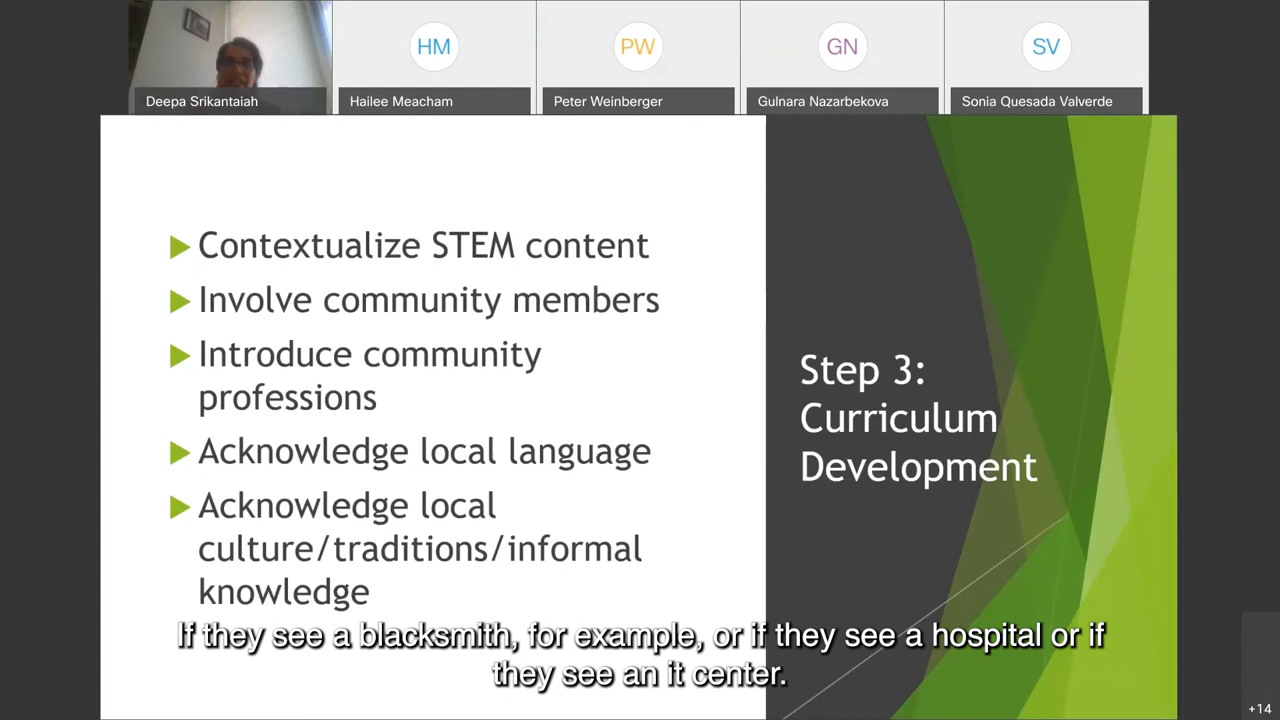 HM
PW
GN
SV
Deepa Srikantaiah
Hailee Meacham
Peter Weinberger
Gulnara Nazarbekova
Sonia Quesada Valverde
Contextualize STEM content
Involve community members
Introduce community
professions
Acknowledge local language
Acknowledge local
culture/traditions/informal
knowledge
Step 3:
Curriculum
Development
If they see a blacksmith, for example, or if they see a hospital or if
they see an it center.
+14